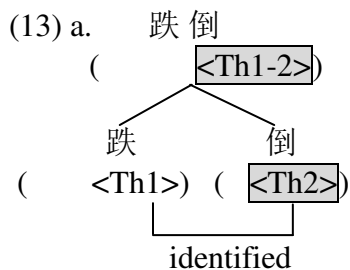 (13) a. 跌 倒
( <Th1-2>)
跌 倒
( <Th1>) ( <Th2>)
identified